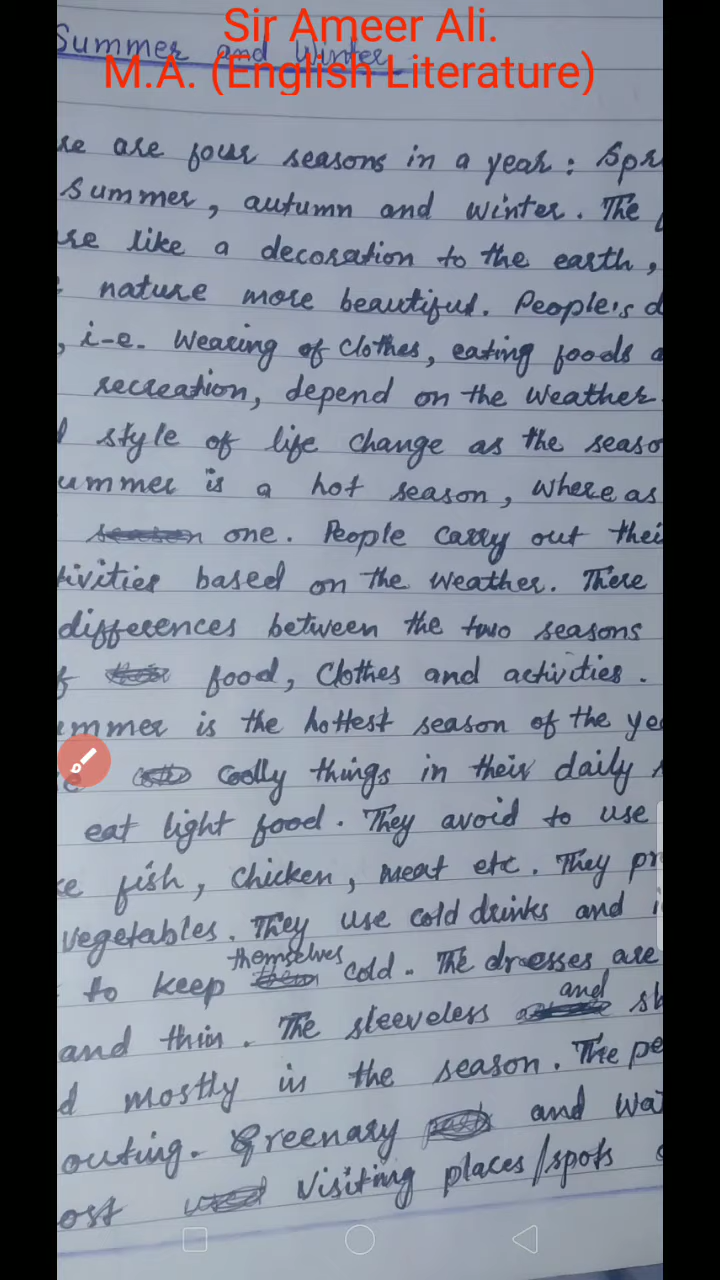 Sir Ameer Ali.
M.A. (English Literature)
Summer and Winter
are four seasons in a year: Spr
summer, autumn and winter. The
like a decoration to the earth,
nature more beautiful. People's d
, i-e. Wearing of clothes, eating foods a
recreation, depend on the weather
style of life change as the seaso
ummer is a hot season, where as
one. People carry out thei
tivities based on the weather. There
differences between the two seasons
food, clothes and activities.
ummer is the hottest season of the ye
coolly things in their daily
eat light food. They avoid to use
ke fish, chicken, meat etc. They pr
vegetables. They use cold drinks and i
to keep themselves cold. The dresses are
and thin. The sleeveless and sh
d mostly in the season. The pe
outing. Greenary and wat
ost visiting places/spots